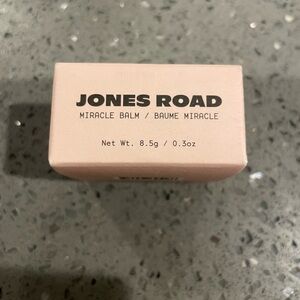 JONES ROAD
MIRACLE BALM / BAUME MIRACLE
Net Wt. 8.5g / 0.3oz